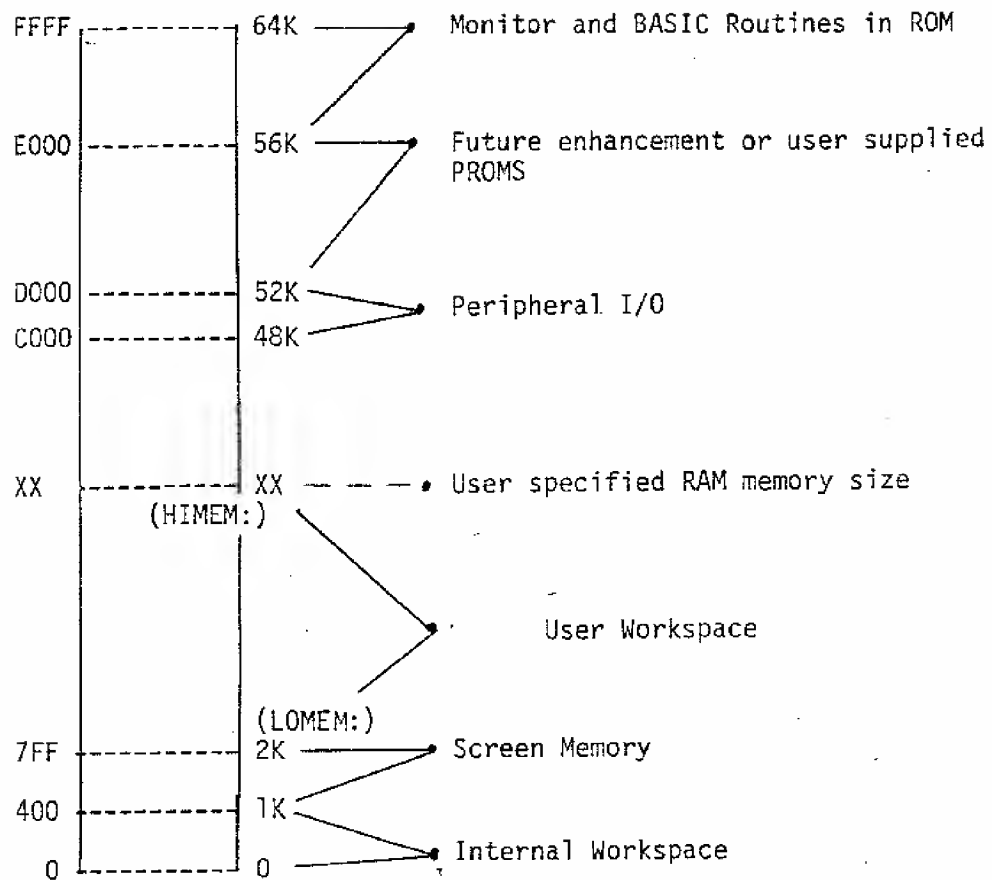 FFFF 64K Monitor and BASIC Routines in ROM
E000 56K Future enhancement or user supplied
PROMS
D000 52K
Peripheral I/O
C000 48K
XX XX User specified RAM memory size
(HIMEM:)
User Workspace
(LOMEM:)
7FF 2K Screen Memory
400 1K
Internal Workspace
0 0